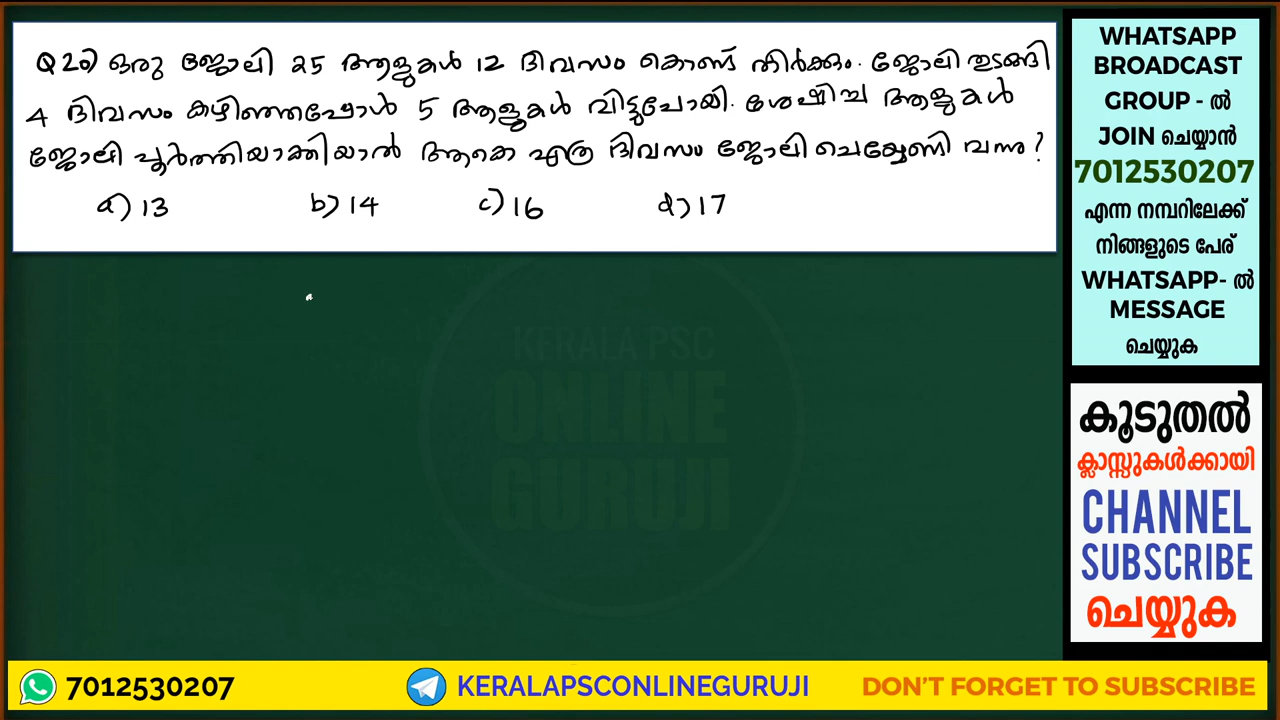 Q20) ഒരു ജോലി 25 ആളുകൾ 12 ദിവസം കൊണ്ട് തീർക്കും. ജോലി തുടങ്ങി
4 ദിവസം കഴിഞ്ഞപ്പോൾ 5 ആളുകൾ വിട്ടുപോയി. ശേഷിച്ച ആളുകൾ
ജോലി പൂർത്തിയാക്കിയാൽ ആകെ എത്ര ദിവസം ജോലി ചെയ്യേണി വന്നു?
a) 13 b) 14 c) 16 d) 17
KERALA PSC
ONLINE
GURUJI
WHATSAPP
BROADCAST
GROUP - ൽ
JOIN ചെയ്യാൻ
7012530207
എന്ന നമ്പറിലേക്ക്
നിങ്ങളുടെ പേര്
WHATSAPP- ൽ
MESSAGE
ചെയ്യുക
കൂടുതൽ
ക്ലാസ്സുകൾക്കായി
CHANNEL
SUBSCRIBE
ചെയ്യുക
7012530207 KERALAPSCONLINEGURUJI DON'T FORGET TO SUBSCRIBE